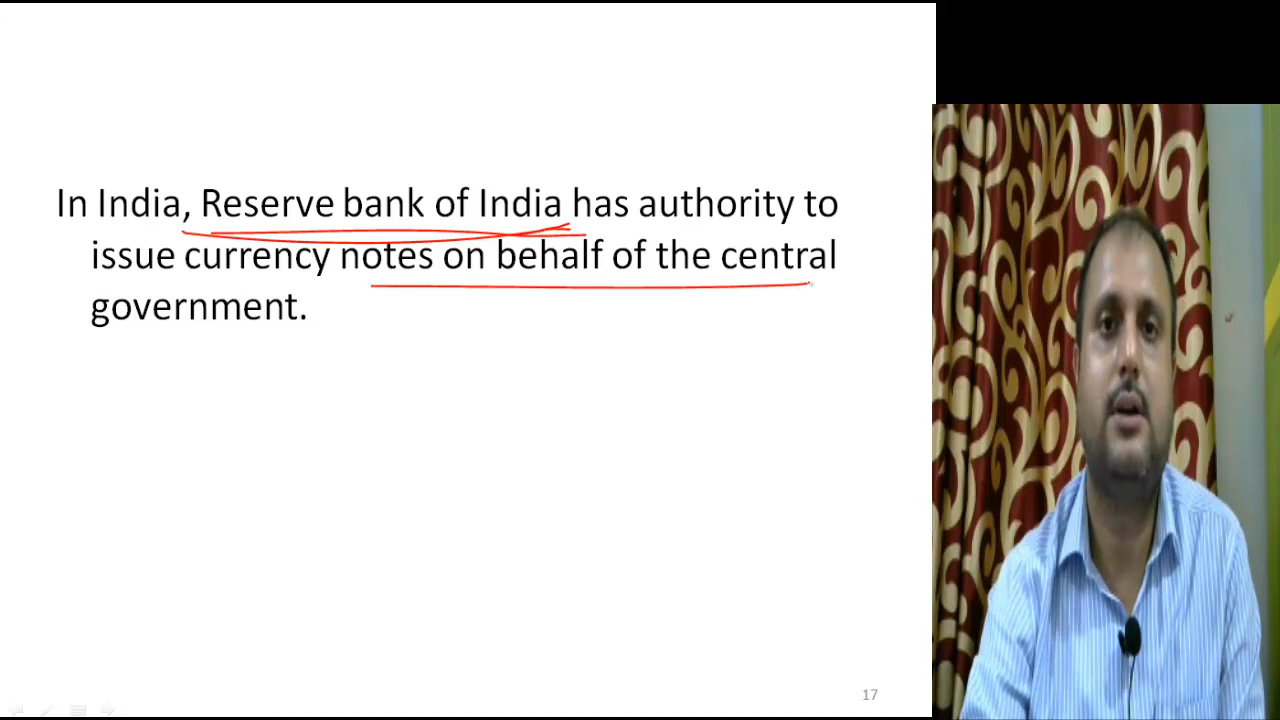 In India, Reserve bank of India has authority to
issue currency notes on behalf of the central
government.
17